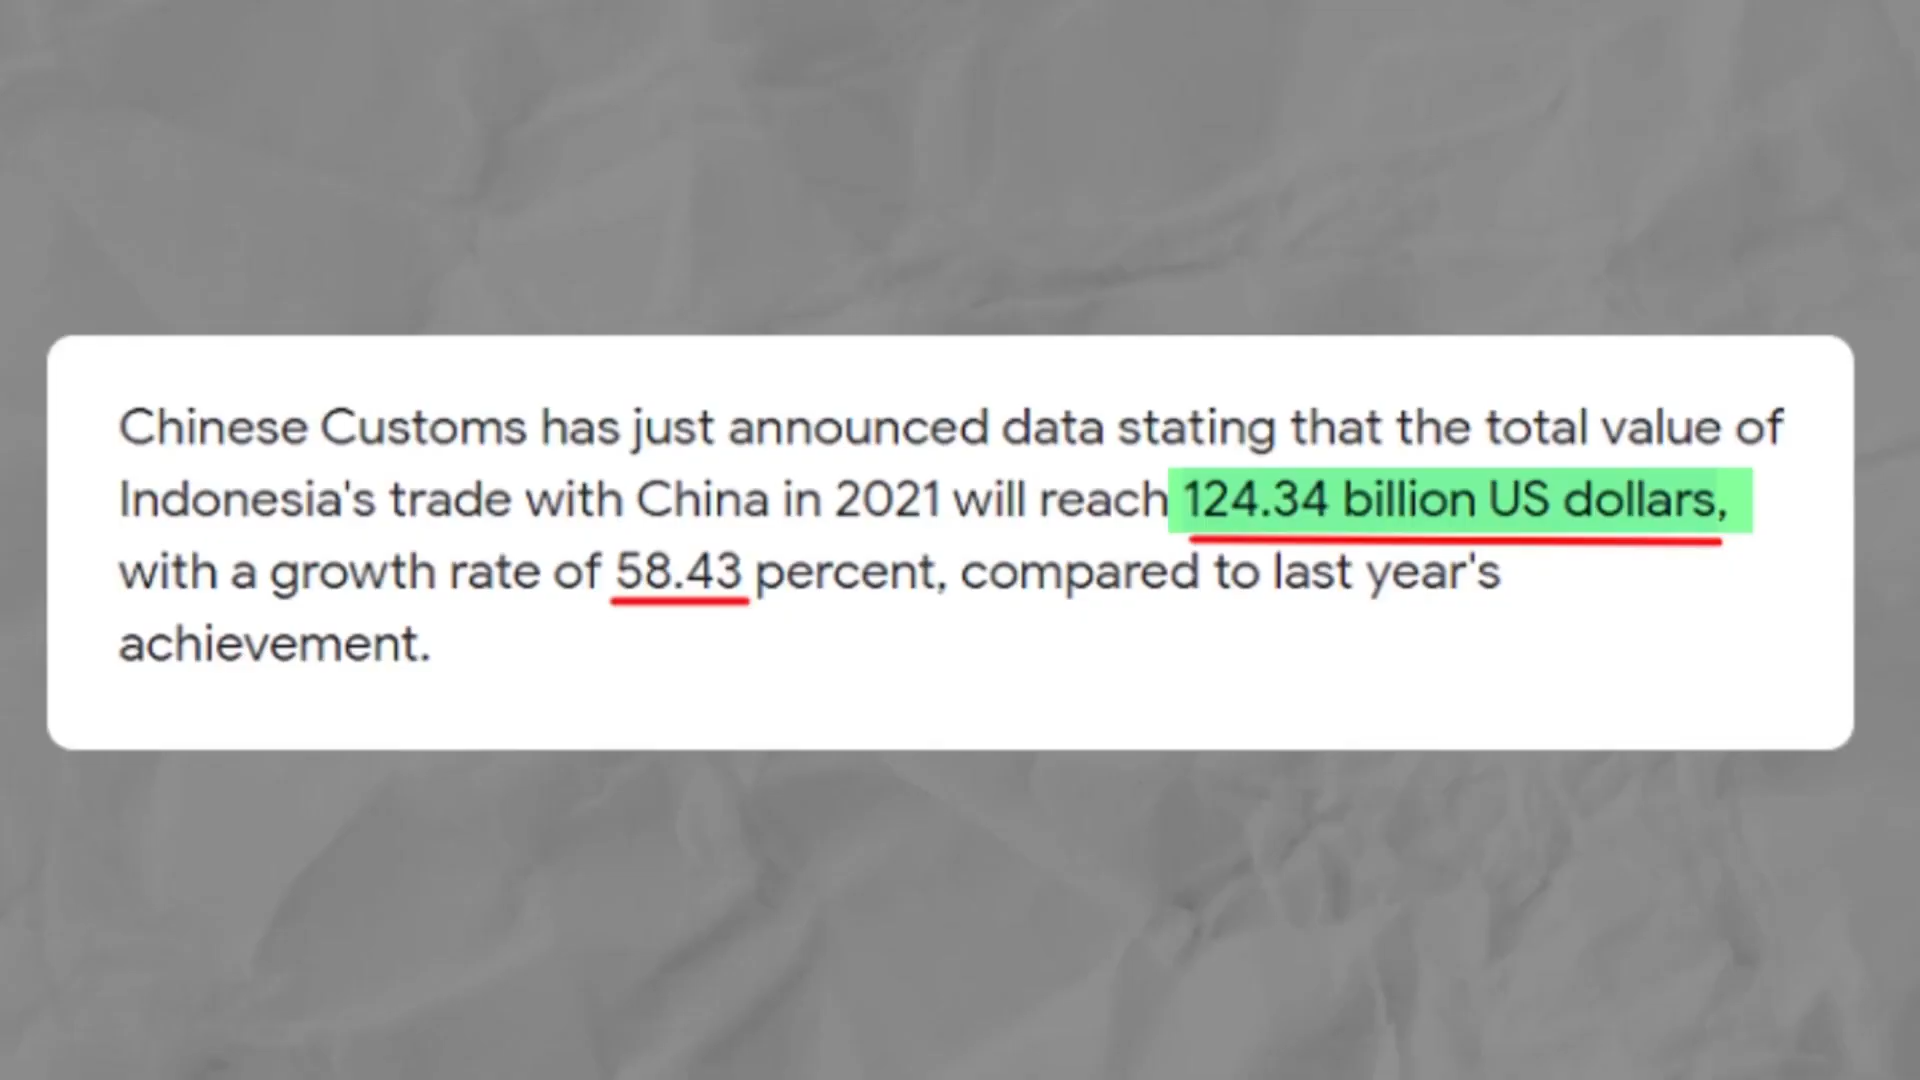 Chinese Customs has just announced data stating that the total value of
Indonesia's trade with China in 2021 will reach 124.34 billion US dollars,
with a growth rate of 58.43 percent, compared to last year's
achievement.